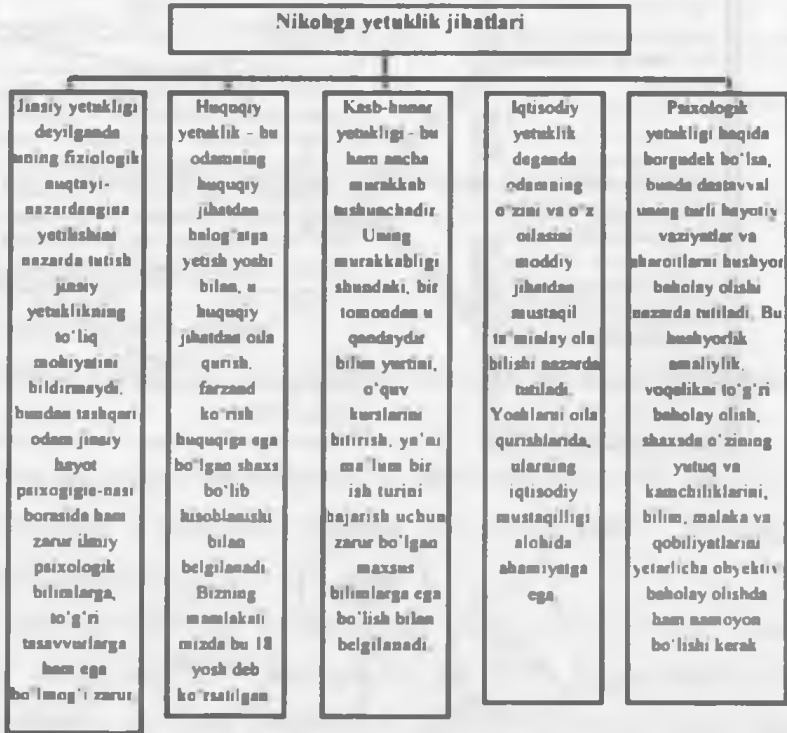 Nikohga yetuklik jihatlari
Jinsiy yetukligi
deyilganda
uning fiziologik
nuqtayi-
nazardangina
yetilishini
nazarda tutish
jinsiy
yetuklikning
to'liq
mohiyatini
bildirmaydi,
bundan tashqari
odam jinsiy
hayot
psixogigie-nasi
borasida ham
zarur ilmiy
psixologik
bilimlarga,
to'g'ri
tasavvurlarga
ham ega
bo'lmog'i zarur
Huquqiy
yetuklik - bu
odamning
huquqiy
jihatdan
balog'atga
yetish yoshi
bilan, u
huquqiy
jihatdan oila
qurish,
farzand
ko'rish
huquqiga ega
bo'lgan shaxs
bo'lib
hisoblanishi
bilan
belgilanadi.
Bizning
mamlakati
mizda bu 18
yosh deb
ko'rsatilgan
Kasb-hunar
yetukligi - bu
ham ancha
murakkab
tushunchadir.
Uning
murakkabligi
shundaki, bir
tomondan u
qandaydir
bilim yurtini,
o'quv
kurslarini
bitirish, ya'ni
ma'lum bir
ish turini
bajarish uchun
zarur bo'lgan
maxsus
bilimlarga ega
bo'lish bilan
belgilanadi.
Iqtisodiy
yetuklik
deganda
odamning
o'zini va o'z
oilasini
moddiy
jihatdan
mustaqil
ta'minlay ola
bilishi nazarda
tutiladi.
Yoshlarni oila
qurishlarida,
ularning
iqtisodiy
mustaqilligi
alohida
ahamiyatga
ega
Psixologik
yetukligi haqida
borgudek bo'lsa,
bunda dastavval
uning turli hayotiy
vaziyatlar va
sharoitlarni hushyor
baholay olishi
nazarda tutiladi. Bu
hushyorlik
amaliylik
voqelikni to'g'ri
baholay olish,
shaxsda o'zining
yutuq va
kamchiliklarini,
bilim, malaka va
qobiliyatlarini
yetarlicha obyektiv
baholay olishda
ham namoyon
bo'lishi kerak